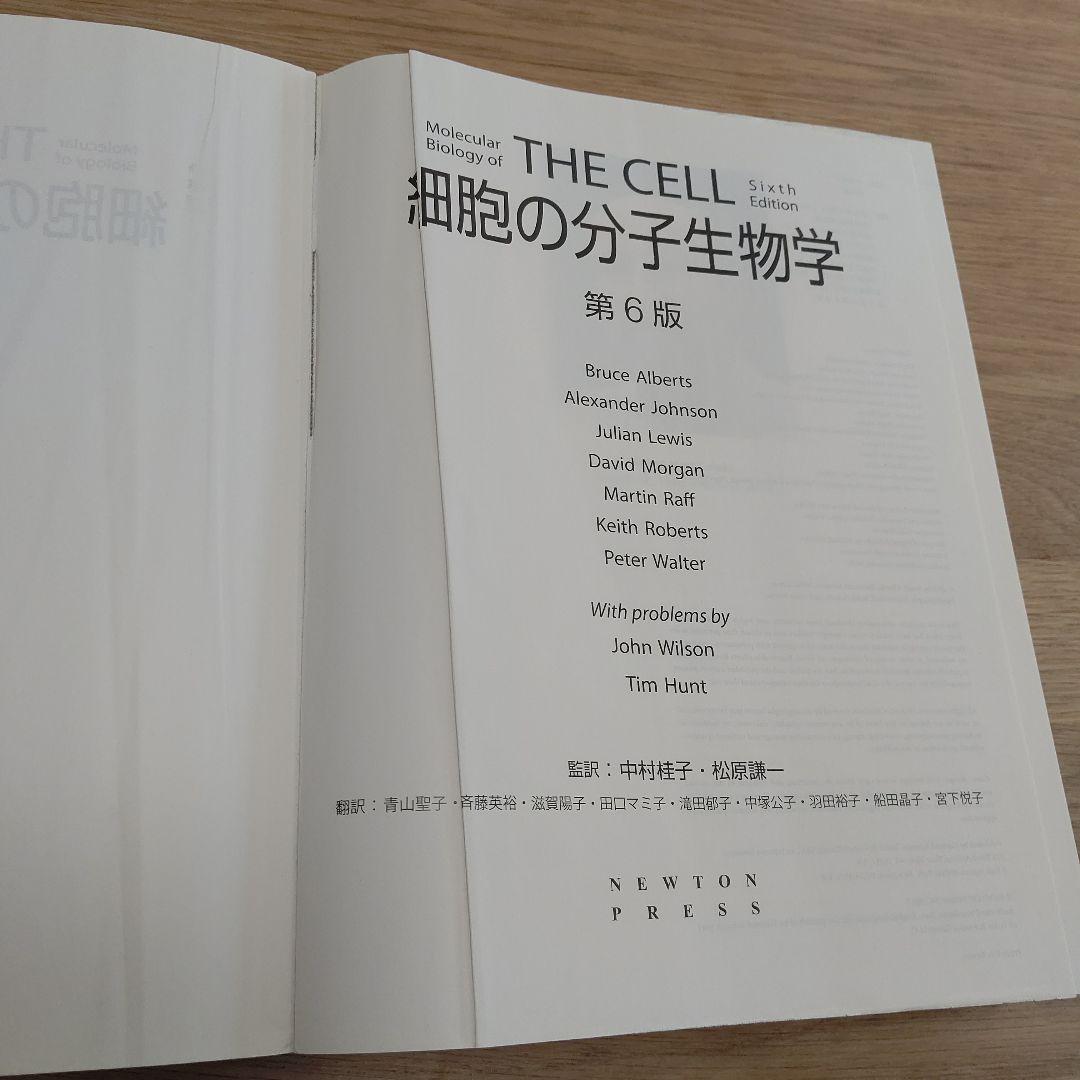 Molecular
Biology of
THE CELL
Sixth
Edition
細胞の分子生物学
第6版
Bruce Alberts
Alexander Johnson
Julian Lewis
David Morgan
Martin Raff
Keith Roberts
Peter Walter
With problems by
John Wilson
Tim Hunt
監訳：中村桂子・松原謙一
翻訳：青山聖子・斉藤英裕・滋賀陽子・田口マミ子・滝田郁子・中塚公子・羽田裕子・船田晶子・宮下悦子
NEWTON
PRESS